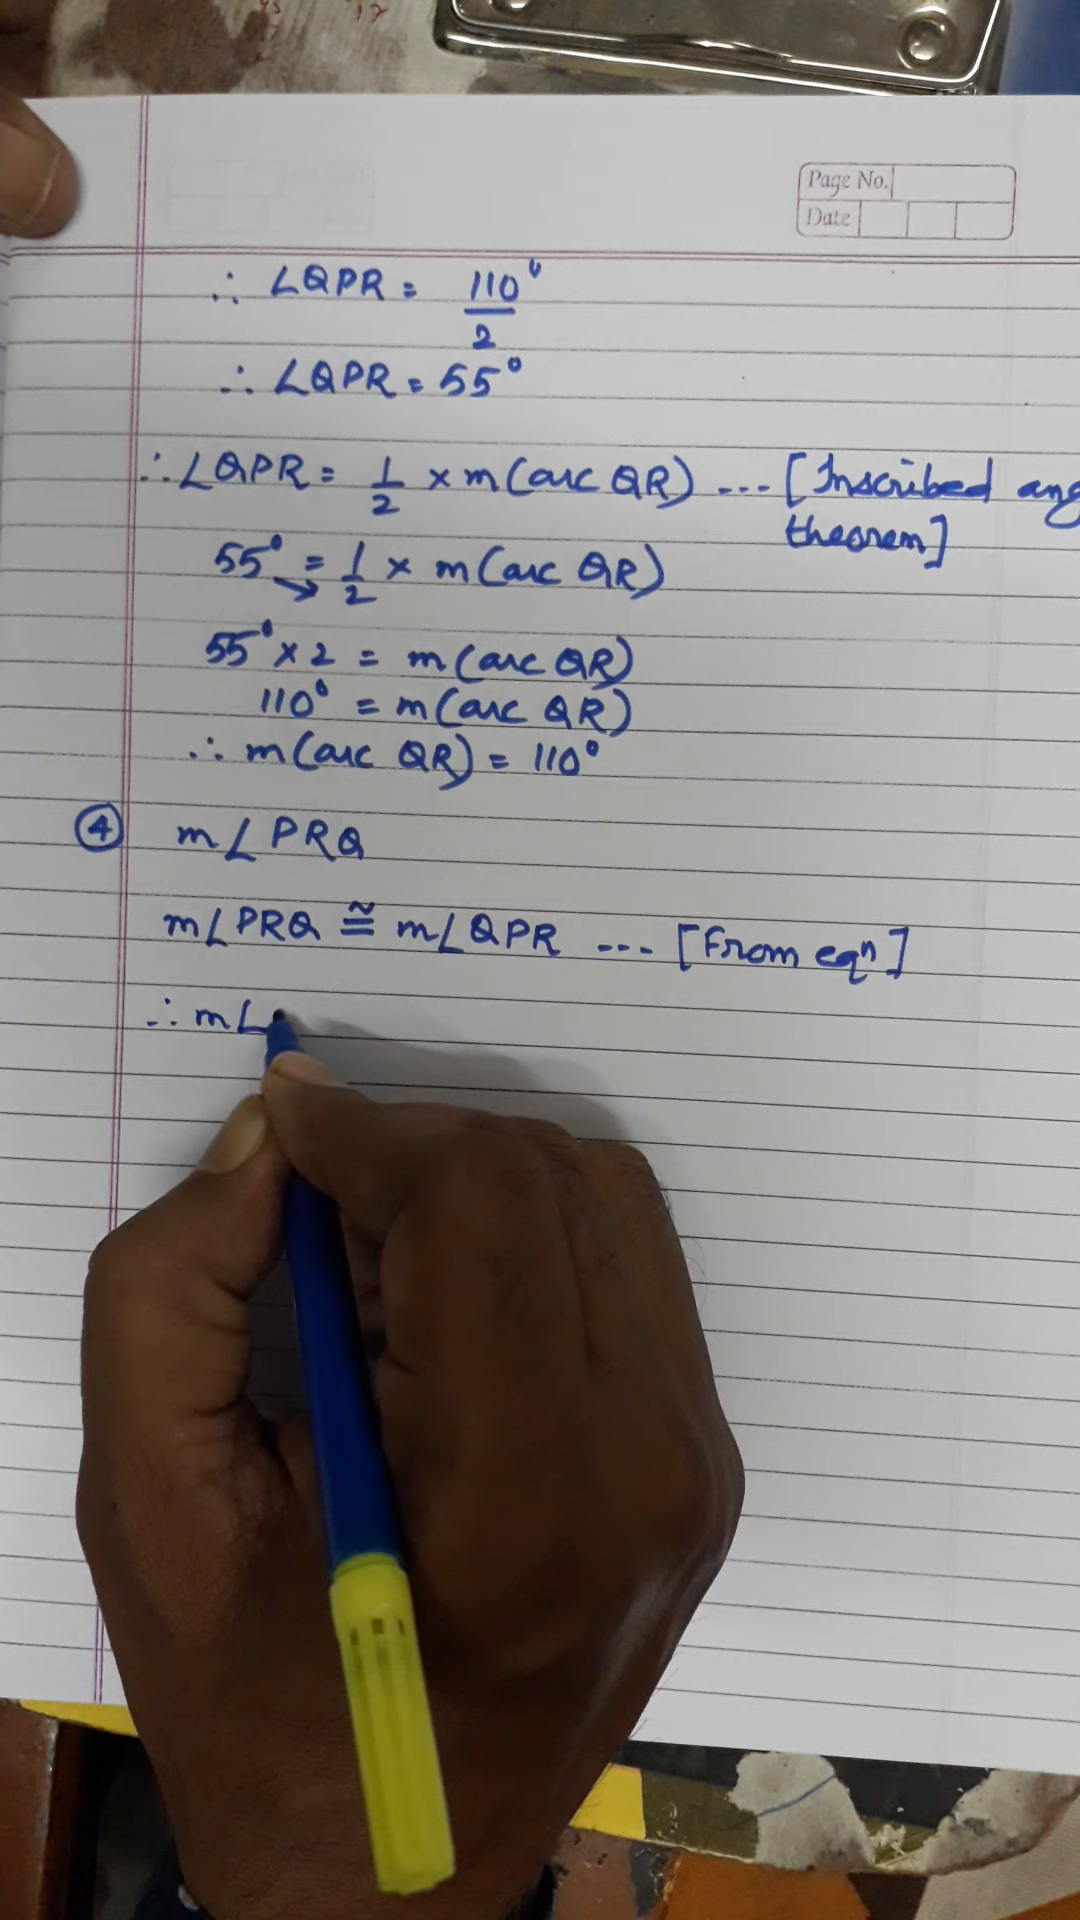 Page No.
Date
∴ ∠QPR = 110°/2
∴ ∠QPR = 55°
∴ ∠QPR = 1/2 × m(arc QR) --- [Inscribed ang
theorem]
55° = 1/2 × m(arc QR)
55° × 2 = m(arc QR)
110° = m(arc QR)
∴ m(arc QR) = 110°
④ m∠PRQ
m∠PRQ ≅ m∠QPR --- [From eqⁿ]
∴ m∠